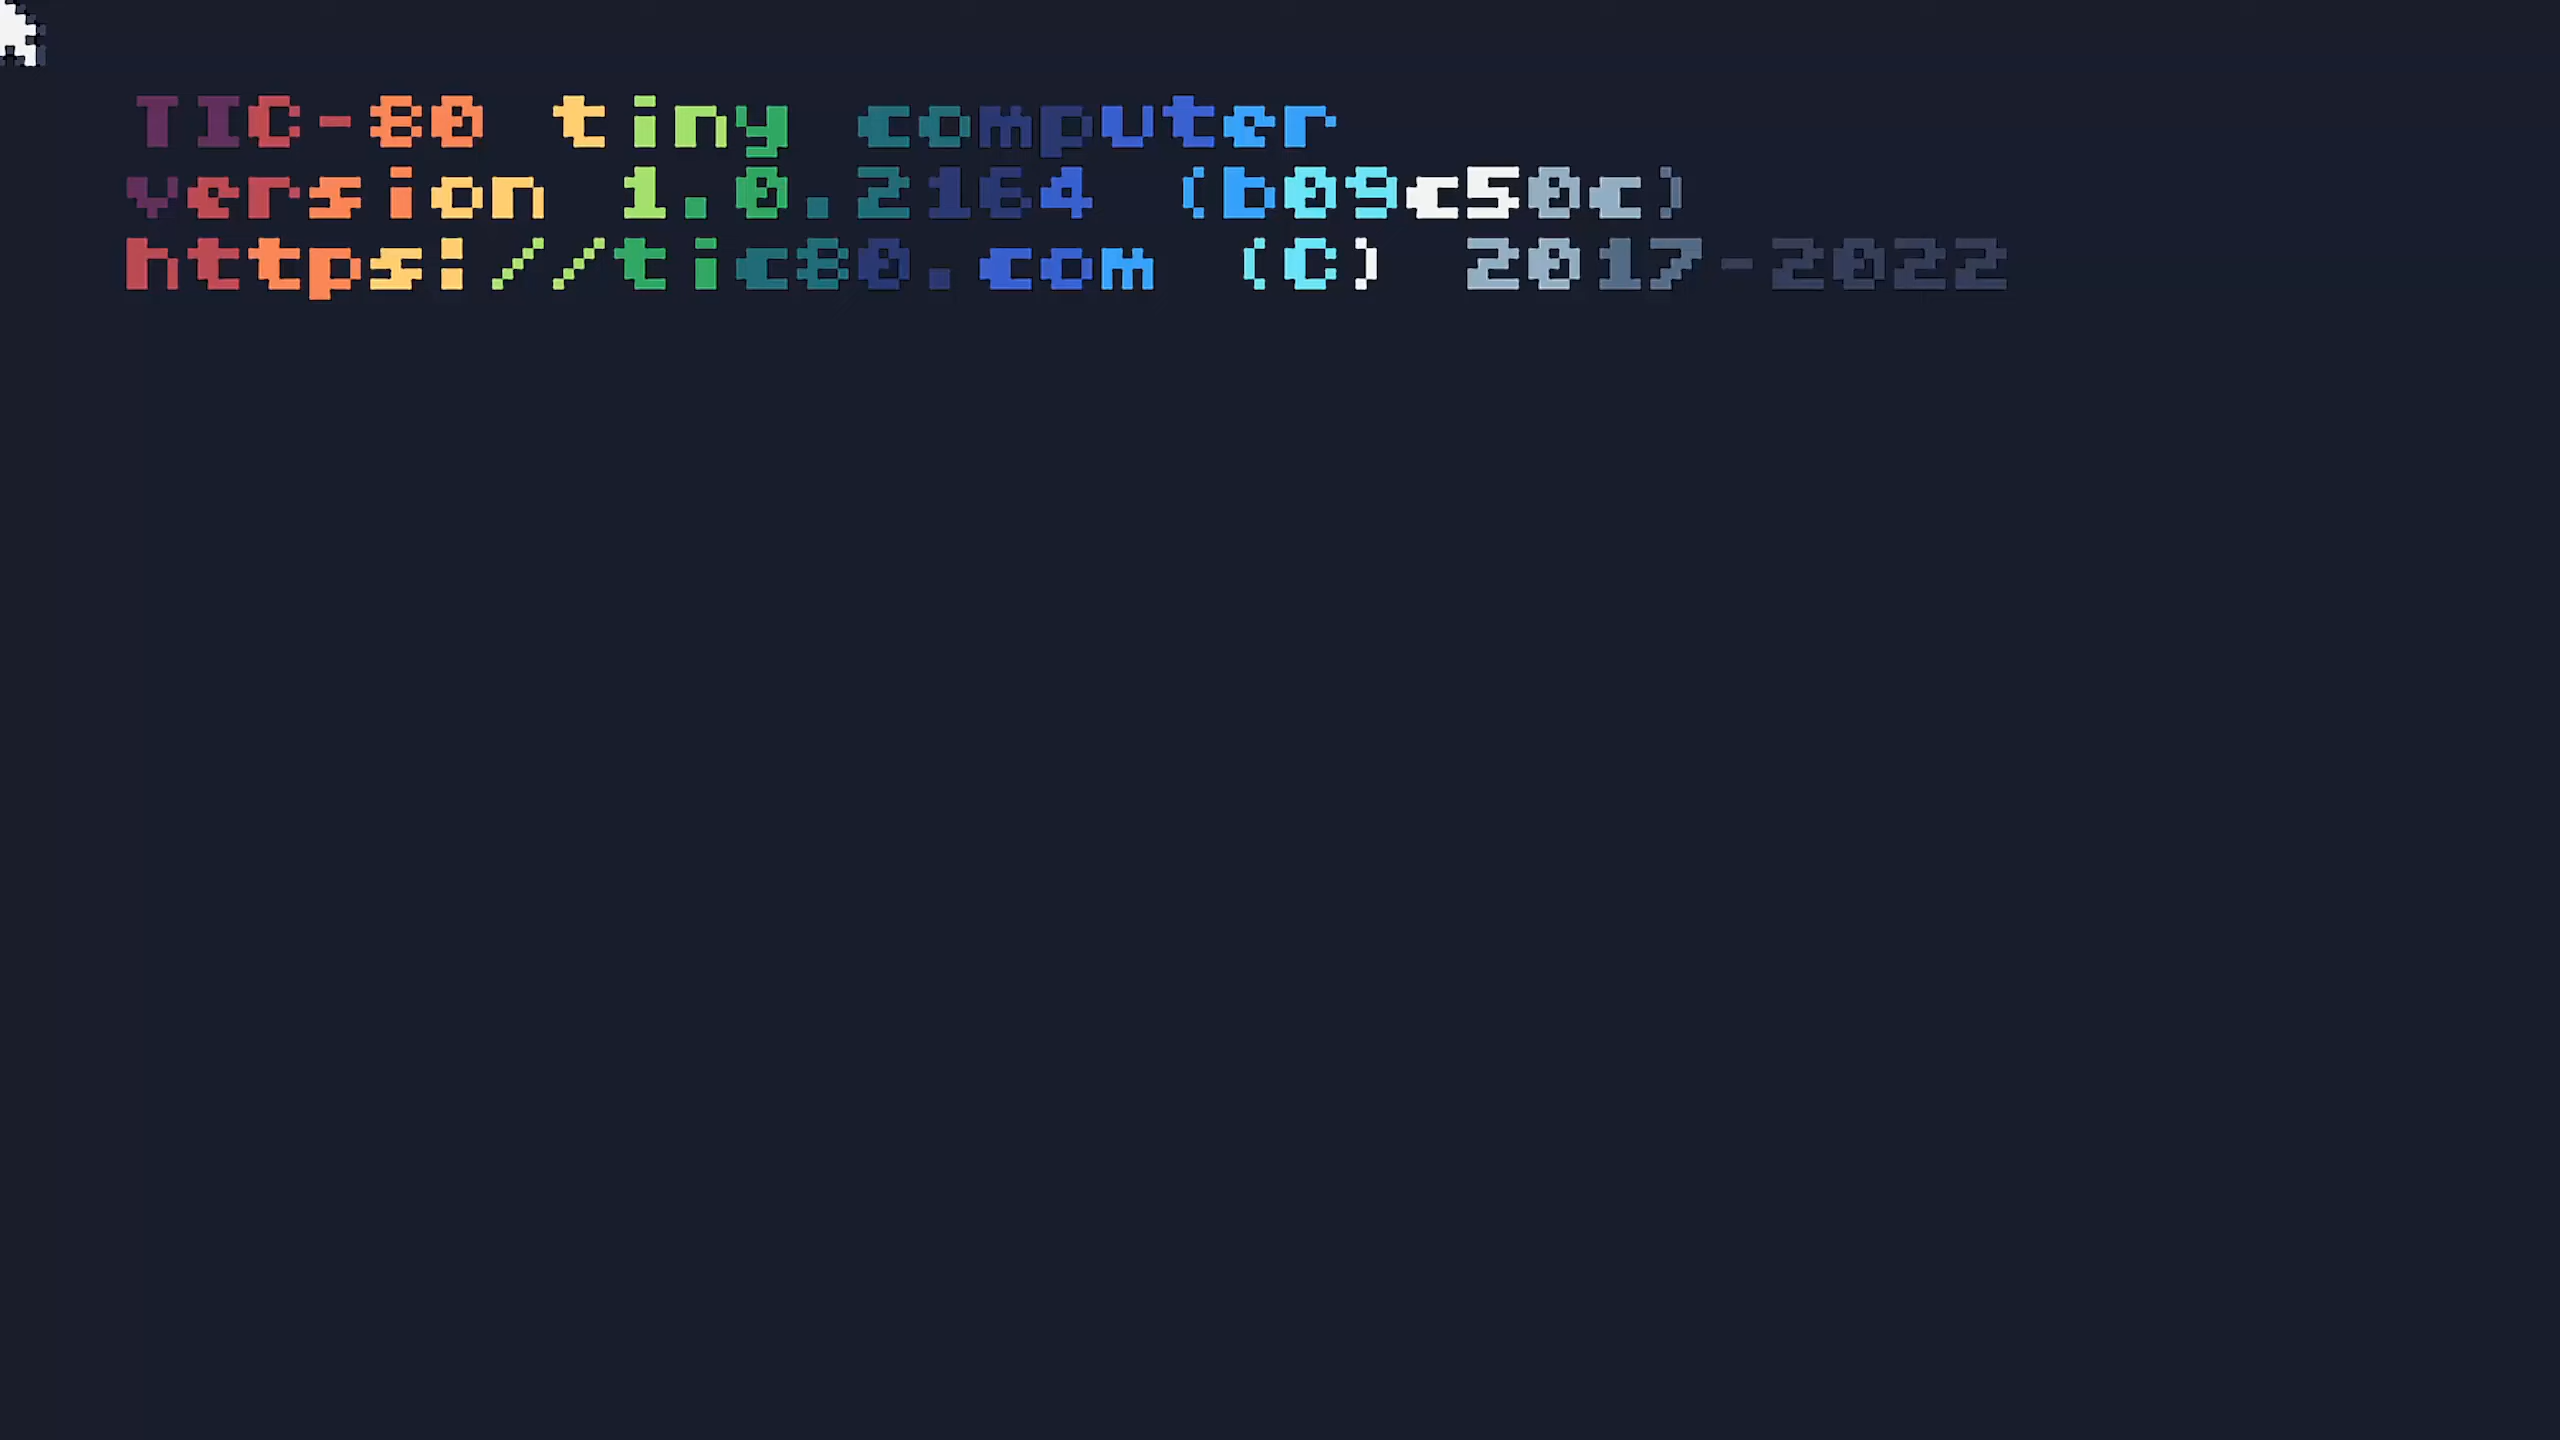 TIC-80 tiny computer
version 1.0.2164 (b09c50c)
https://tic80.com (C) 2017-2022